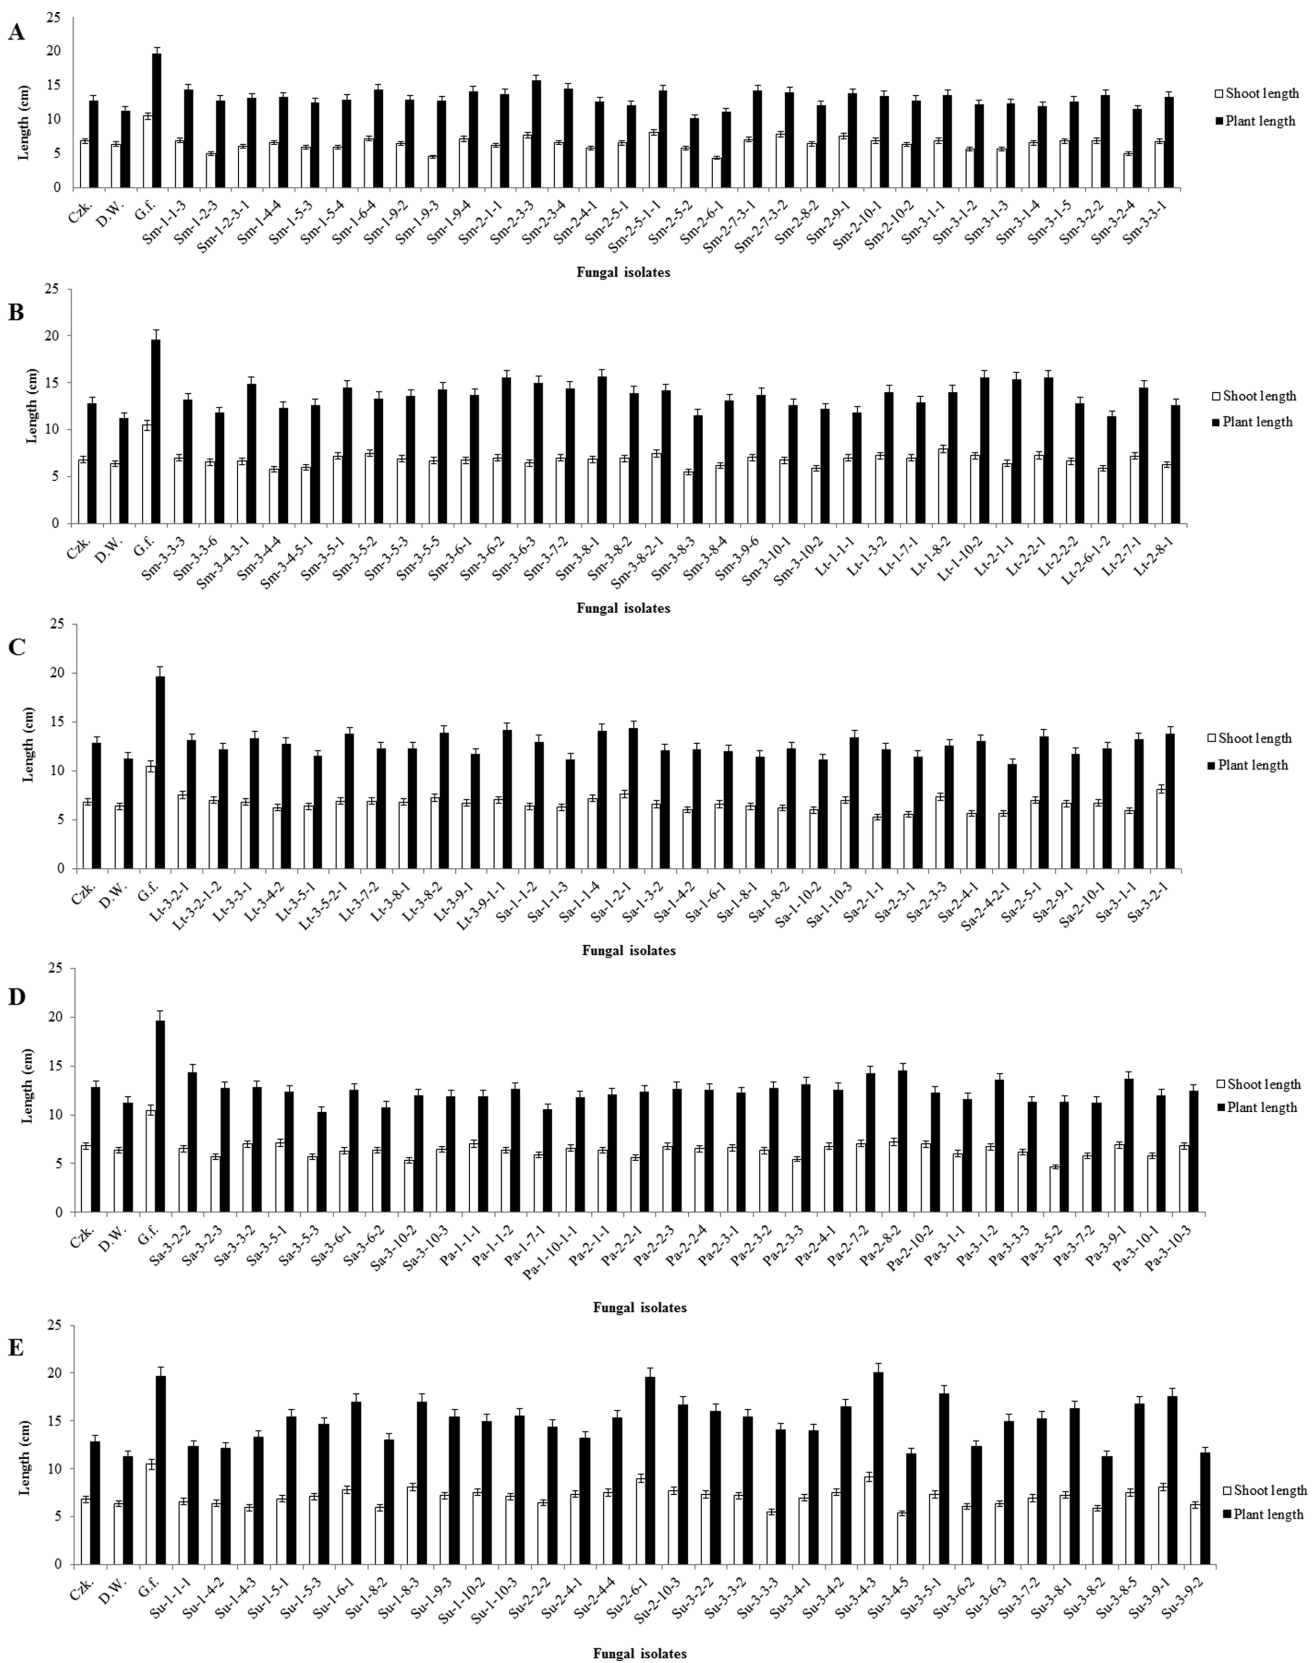 A
25
20
15
10
5
0
Length (cm)
Shoot length
Plant length
Czk. D.W. G.f. Sm-1-1-3 Sm-1-2-3 Sm-1-2-3-1 Sm-1-4-4 Sm-1-5-3 Sm-1-5-4 Sm-1-6-4 Sm-1-9-2 Sm-1-9-3 Sm-1-9-4 Sm-2-1-1 Sm-2-3-3 Sm-2-3-4 Sm-2-4-1 Sm-2-5-1 Sm-2-5-1-1 Sm-2-5-2 Sm-2-6-1 Sm-2-7-3-1 Sm-2-7-3-2 Sm-2-8-2 Sm-2-9-1 Sm-2-10-1 Sm-2-10-2 Sm-3-1-1 Sm-3-1-2 Sm-3-1-3 Sm-3-1-4 Sm-3-1-5 Sm-3-2-2 Sm-3-2-4 Sm-3-3-1
Fungal isolates
B
25
20
15
10
5
0
Length (cm)
Shoot length
Plant length
Czk. D.W. G.f. Sm-3-3-3 Sm-3-3-6 Sm-3-4-3-1 Sm-3-4-4 Sm-3-4-5-1 Sm-3-5-1 Sm-3-5-2 Sm-3-5-3 Sm-3-5-5 Sm-3-6-1 Sm-3-6-2 Sm-3-6-3 Sm-3-7-2 Sm-3-8-1 Sm-3-8-2 Sm-3-8-2-1 Sm-3-8-3 Sm-3-8-4 Sm-3-9-6 Sm-3-10-1 Sm-3-10-2 Lt-1-1-1 Lt-1-3-2 Lt-1-7-1 Lt-1-8-2 Lt-1-10-2 Lt-2-1-1 Lt-2-2-1 Lt-2-2-2 Lt-2-6-1-2 Lt-2-7-1 Lt-2-8-1
Fungal isolates
C
25
20
15
10
5
0
Length (cm)
Shoot length
Plant length
Czk. D.W. G.f. Lt-3-2-1 Lt-3-2-1-2 Lt-3-3-1 Lt-3-4-2 Lt-3-5-1 Lt-3-5-2-1 Lt-3-7-2 Lt-3-8-1 Lt-3-8-2 Lt-3-9-1 Lt-3-9-1-1 Sa-1-1-2 Sa-1-1-3 Sa-1-1-4 Sa-1-2-1 Sa-1-3-2 Sa-1-4-2 Sa-1-6-1 Sa-1-8-1 Sa-1-8-2 Sa-1-10-2 Sa-1-10-3 Sa-2-1-1 Sa-2-3-1 Sa-2-3-3 Sa-2-4-1 Sa-2-4-2-1 Sa-2-5-1 Sa-2-9-1 Sa-2-10-1 Sa-3-1-1 Sa-3-2-1
Fungal isolates
D
25
20
15
10
5
0
Length (cm)
Shoot length
Plant length
Czk. D.W. G.f. Sa-3-2-2 Sa-3-2-3 Sa-3-3-2 Sa-3-5-1 Sa-3-5-3 Sa-3-6-1 Sa-3-6-2 Sa-3-10-2 Sa-3-10-3 Pa-1-1-1 Pa-1-1-2 Pa-1-7-1 Pa-1-10-1-1 Pa-2-1-1 Pa-2-2-1 Pa-2-2-3 Pa-2-2-4 Pa-2-3-1 Pa-2-3-2 Pa-2-3-3 Pa-2-4-1 Pa-2-7-2 Pa-2-8-2 Pa-2-10-2 Pa-3-1-1 Pa-3-1-2 Pa-3-3-3 Pa-3-5-2 Pa-3-7-2 Pa-3-9-1 Pa-3-10-1 Pa-3-10-3
Fungal isolates
E
25
20
15
10
5
0
Length (cm)
Shoot length
Plant length
Czk. D.W. G.f. Su-1-1-1 Su-1-4-2 Su-1-4-3 Su-1-5-1 Su-1-5-3 Su-1-6-1 Su-1-8-2 Su-1-8-3 Su-1-9-3 Su-1-10-2 Su-1-10-3 Su-2-2-2 Su-2-4-1 Su-2-4-4 Su-2-6-1 Su-2-10-3 Su-3-2-2 Su-3-3-2 Su-3-3-3 Su-3-4-1 Su-3-4-2 Su-3-4-3 Su-3-4-5 Su-3-5-1 Su-3-6-2 Su-3-6-3 Su-3-7-2 Su-3-8-1 Su-3-8-2 Su-3-8-5 Su-3-9-1 Su-3-9-2
Fungal isolates